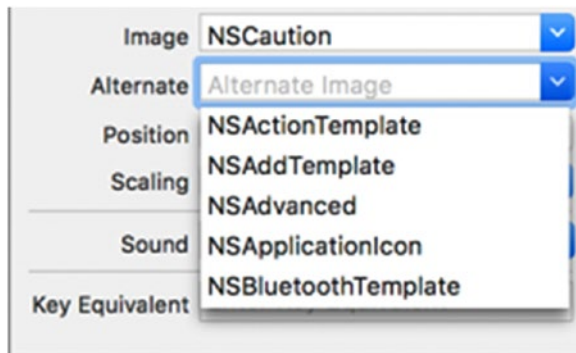 Image NSCaution
Alternate Alternate Image
NSActionTemplate
Position
NSAddTemplate
Scaling
NSAdvanced
Sound NSApplicationIcon
NSBluetoothTemplate
Key Equivalent